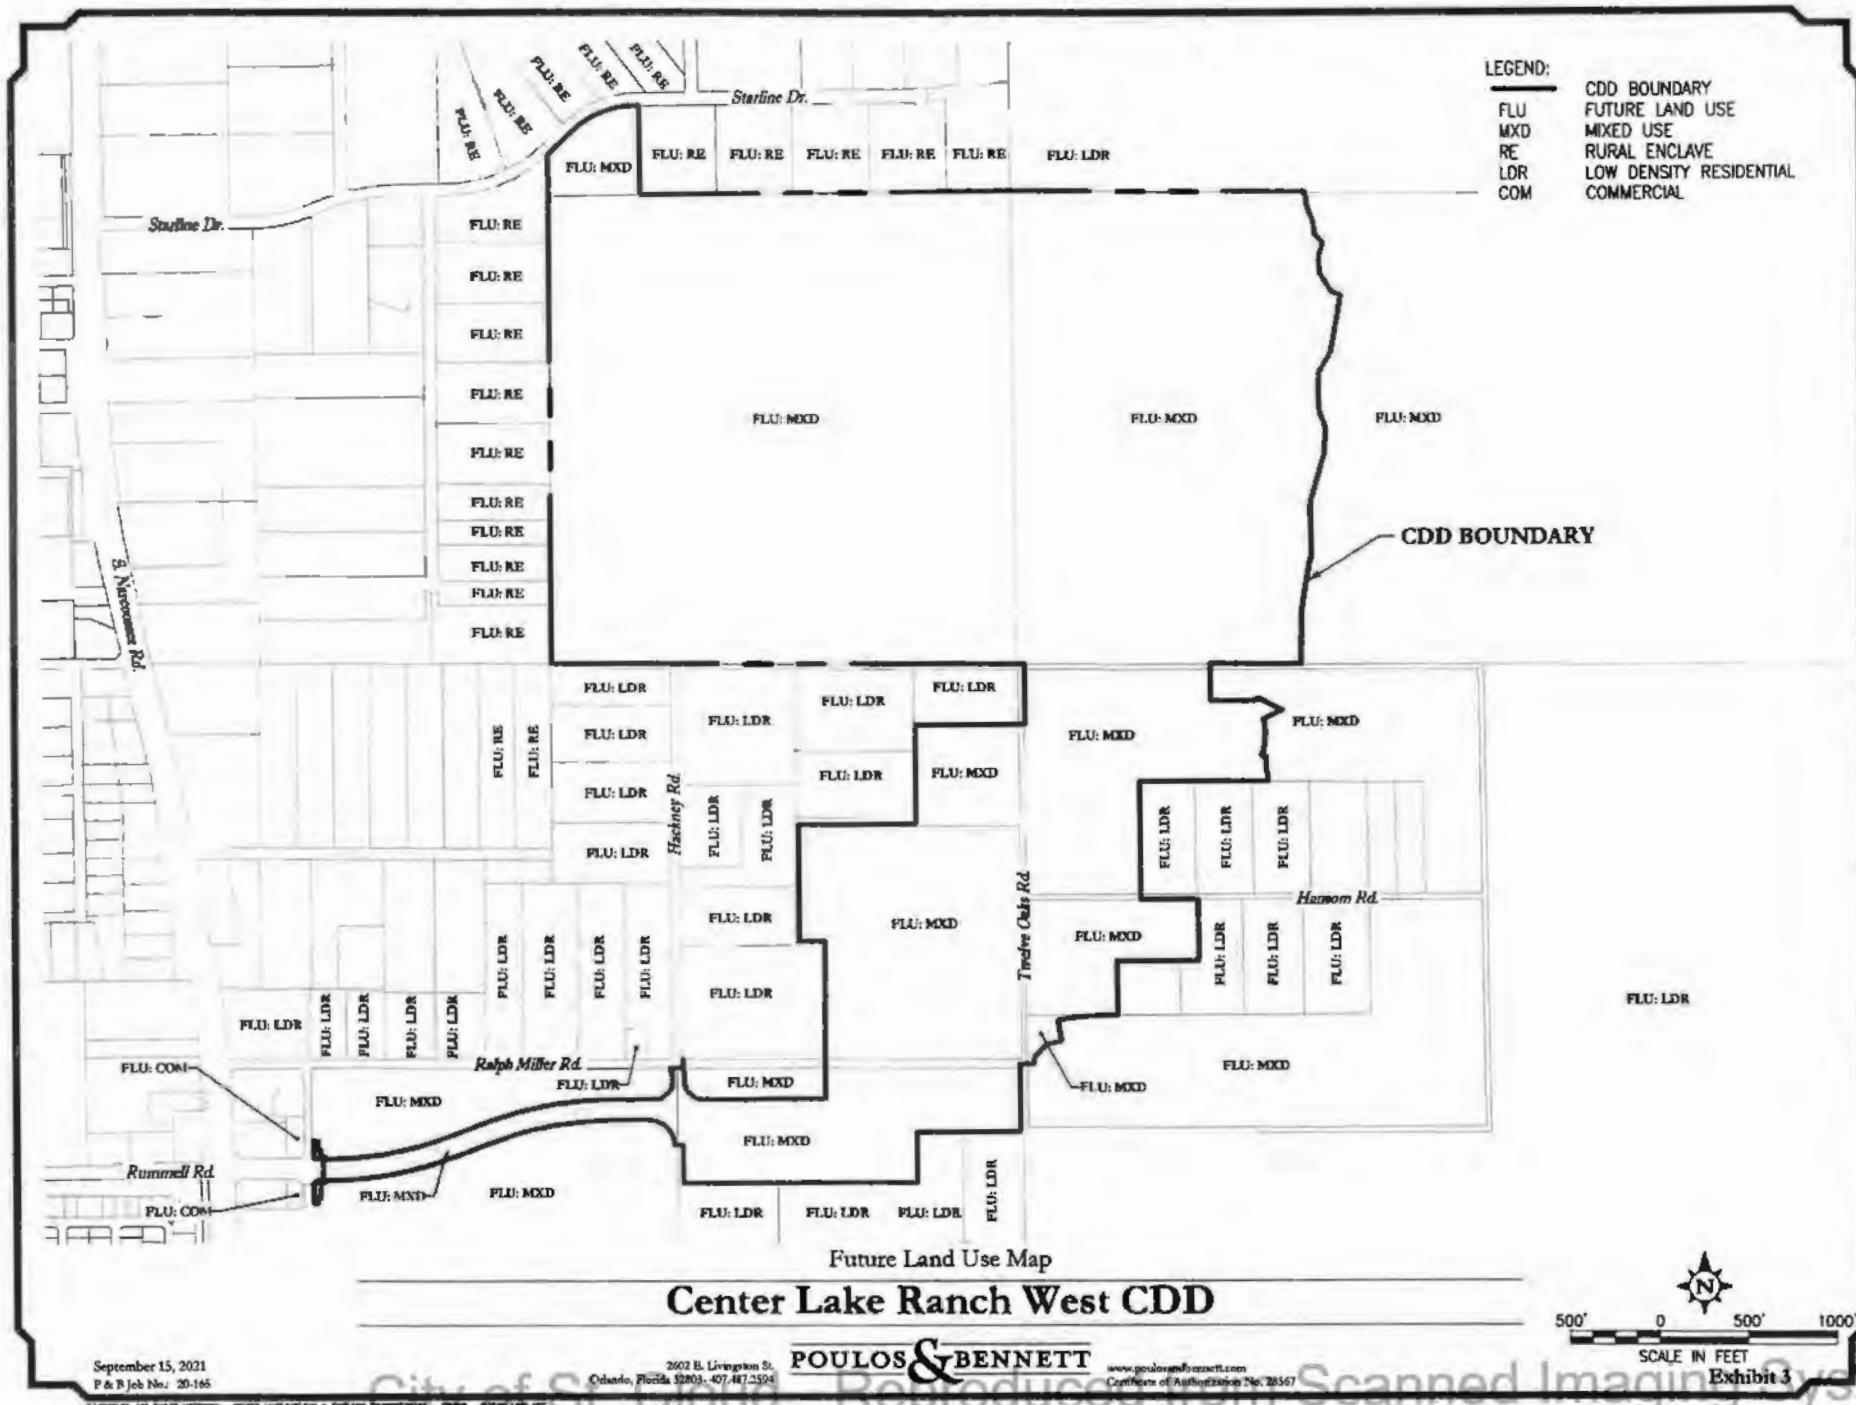 LEGEND:
CDD BOUNDARY
FLU FUTURE LAND USE
MXD MIXED USE
RE RURAL ENCLAVE
LDR LOW DENSITY RESIDENTIAL
COM COMMERCIAL
FLU: RE
FLU: RE
FLU: RE
FLU: RE
FLU: RE
Starline Dr.
FLU: MXD
FLU: RE
FLU: RE
FLU: RE
FLU: RE
FLU: RE
FLU: LDR
Starline Dr.
FLU: RE
FLU: RE
FLU: RE
FLU: RE
FLU: RE
FLU: RE
FLU: RE
FLU: RE
FLU: RE
FLU: RE
FLU: MXD
FLU: MXD
FLU: MXD
CDD BOUNDARY
S. Narcoossee Rd.
FLU: RE
FLU: RE
FLU: LDR
FLU: LDR
FLU: LDR
FLU: LDR
Hackney Rd.
FLU: LDR
FLU: LDR
FLU: LDR
FLU: LDR
FLU: LDR
FLU: LDR
FLU: LDR
FLU: MXD
FLU: MXD
FLU: MXD
FLU: LDR
FLU: LDR
FLU: LDR
Hamsom Rd.
FLU: LDR
FLU: LDR
FLU: MXD
Twelve Oaks Rd.
FLU: MXD
FLU: LDR
FLU: LDR
FLU: LDR
FLU: LDR
FLU: LDR
FLU: LDR
FLU: LDR
FLU: LDR
FLU: LDR
FLU: LDR
FLU: LDR
FLU: LDR
FLU: LDR
FLU: COM
Ralph Miller Rd.
FLU: LDR
FLU: MXD
FLU: MXD
FLU: MXD
FLU: MXD
FLU: MXD
Rummell Rd.
FLU: COM
FLU: MXD
FLU: MXD
FLU: LDR
FLU: LDR
FLU: LDR
FLU: LDR
Future Land Use Map
Center Lake Ranch West CDD
N
500' 0 500' 1000'
SCALE IN FEET
Exhibit 3
September 15, 2021
P & B Job No.: 20-165
2602 E. Livingston St.
Orlando, Florida 32803 - 407.487.2594
POULOS & BENNETT
www.poulosandbennett.com
Certificate of Authorization No. 28567
City of St. Cloud - Reproduced from Scanned Imaging Sys